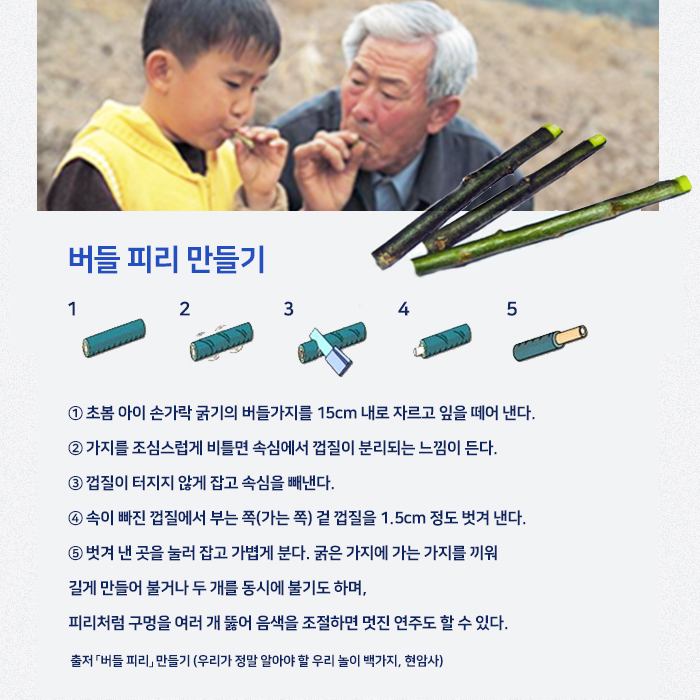 버들 피리 만들기
1 2 3 4 5
① 초봄 아이 손가락 굵기의 버들가지를 15cm 내로 자르고 잎을 떼어 낸다.
② 가지를 조심스럽게 비틀면 속심에서 껍질이 분리되는 느낌이 든다.
③ 껍질이 터지지 않게 잡고 속심을 빼낸다.
④ 속이 빠진 껍질에서 부는 쪽(가는 쪽) 겉 껍질을 1.5cm 정도 벗겨 낸다.
⑤ 벗겨 낸 곳을 눌러 잡고 가볍게 분다. 굵은 가지에 가는 가지를 끼워
길게 만들어 불거나 두 개를 동시에 불기도 하며,
피리처럼 구멍을 여러 개 뚫어 음색을 조절하면 멋진 연주도 할 수 있다.
출저 「버들 피리」 만들기 (우리가 정말 알아야 할 우리 놀이 백가지, 현암사)